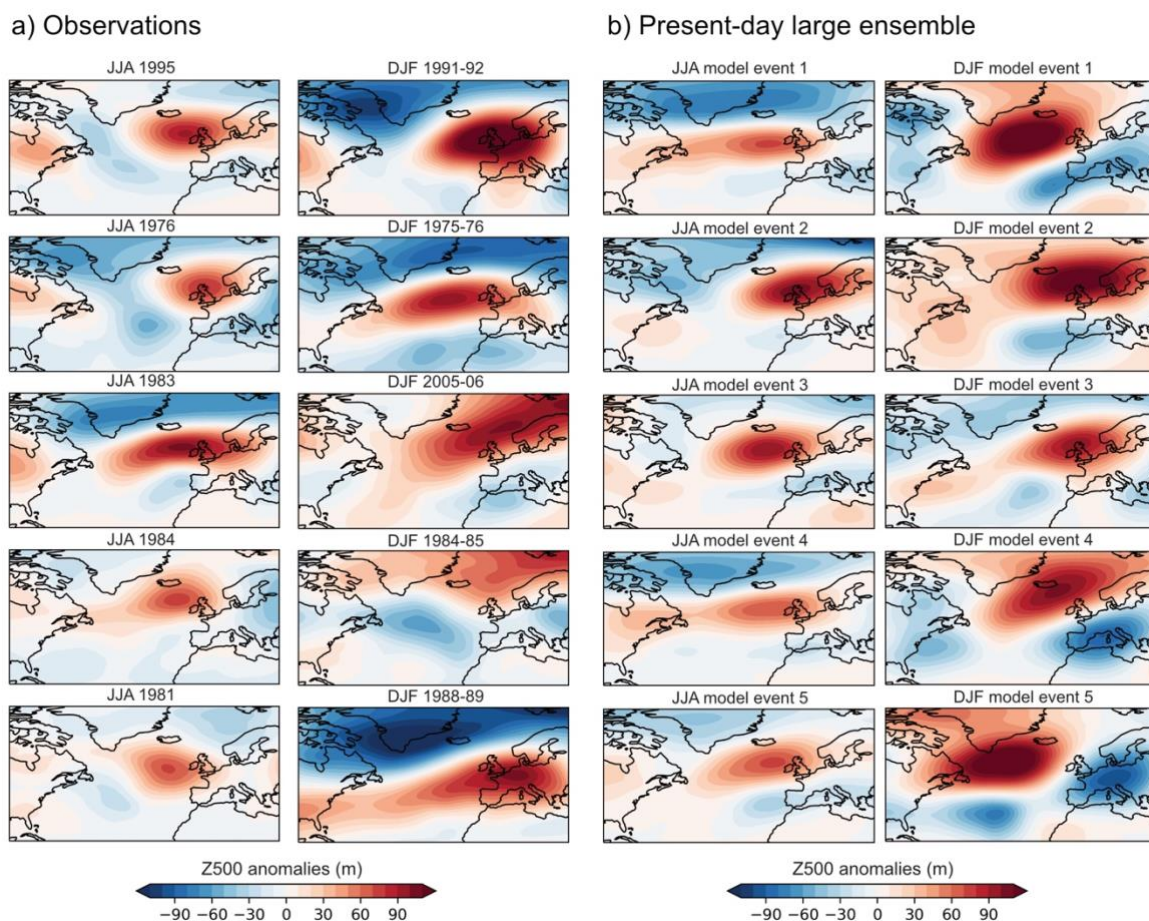 a) Observations
b) Present-day large ensemble
JJA 1995
DJF 1991-92
JJA model event 1
DJF model event 1
JJA 1976
DJF 1975-76
JJA model event 2
DJF model event 2
JJA 1983
DJF 2005-06
JJA model event 3
DJF model event 3
JJA 1984
DJF 1984-85
JJA model event 4
DJF model event 4
JJA 1981
DJF 1988-89
JJA model event 5
DJF model event 5
Z500 anomalies (m)
−90 −60 −30 0 30 60 90
Z500 anomalies (m)
−90 −60 −30 0 30 60 90